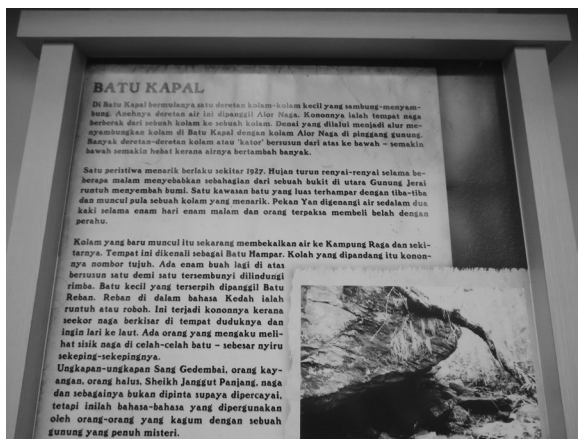 BATU KAPAL
Di Batu Kapal bermulanya satu deretan kolam-kolam kecil yang sambung-menyam-
bung. Anehnya deretan air ini dipanggil Alor Naga. Kononnya ialah tempat naga
berberak dari sebuah kolam ke sebuah kolam. Denai yang dilalui menjadi alur me-
nyambungkan kolam di Batu Kapal dengan kolam Alor Naga di pinggang gunung.
Banyak deretan-deretan kolam atau 'kator' bersusun dari atas ke bawah – semakin
bawah semakin hebat kerana airnya bertambah banyak.
Satu peristiwa menarik berlaku sekitar 1927. Hujan turun renyai-renyai selama be-
berapa malam menyebabkan sebahagian dari sebuah bukit di utara Gunung Jerai
runtuh menyembah bumi. Satu kawasan batu yang luas terhampar dengan tiba-tiba
dan muncul pula sebuah kolam yang menarik. Pekan Yan digenangi air sedalam dua
kaki selama enam hari enam malam dan orang terpaksa membeli belah dengan
perahu.
Kolam yang baru muncul itu sekarang membekalkan air ke Kampung Raga dan seki-
tarnya. Tempat ini dikenali sebagai Batu Hampar. Kolah yang dipandang itu konon-
nya nombor tujuh. Ada enam buah lagi di atas
bersusun satu demi satu tersembunyi dilindungi
rimba. Batu kecil yang terserpih dipanggil Batu
Reban. Reban di dalam bahasa Kedah ialah
runtuh atau roboh. Ini terjadi kononnya kerana
seekor naga berkisar di tempat duduknya dan
ingin lari ke laut. Ada orang yang mengaku meli-
hat sisik naga di celah-celah batu – sebesar nyiru
sekeping-sekepingnya.
Ungkapan-ungkapan Sang Gedembai, orang kay-
angan, orang halus, Sheikh Janggut Panjang, naga
dan sebagainya bukan dipinta supaya dipercayai,
tetapi inilah bahasa-bahasa yang dipergunakan
oleh orang-orang yang kagum dengan sebuah
gunung yang penuh misteri.